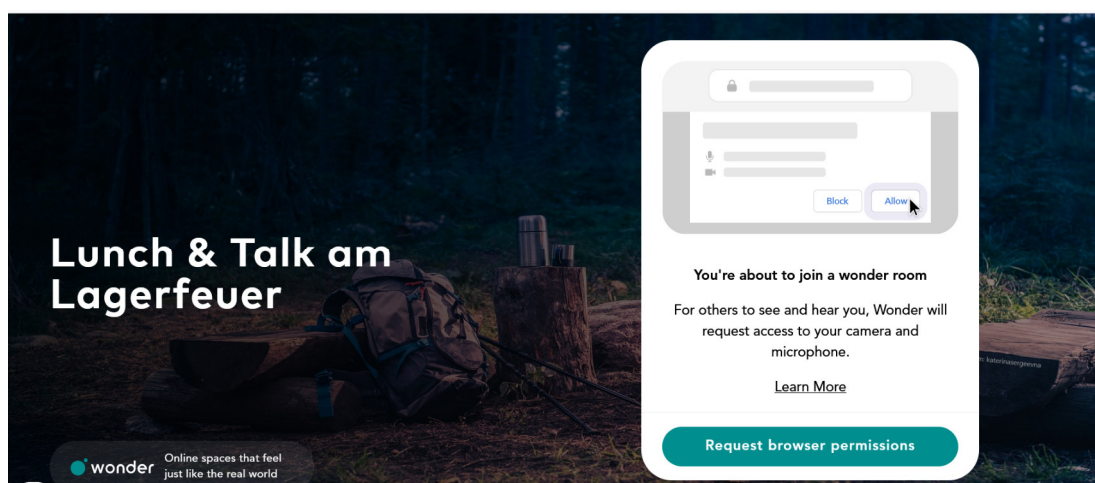 Lunch & Talk am
Lagerfeuer
wonder
Online spaces that feel
just like the real world
Block
Allow
You're about to join a wonder room
For others to see and hear you, Wonder will
request access to your camera and
microphone.
Learn More
Request browser permissions
katerinasergeevna